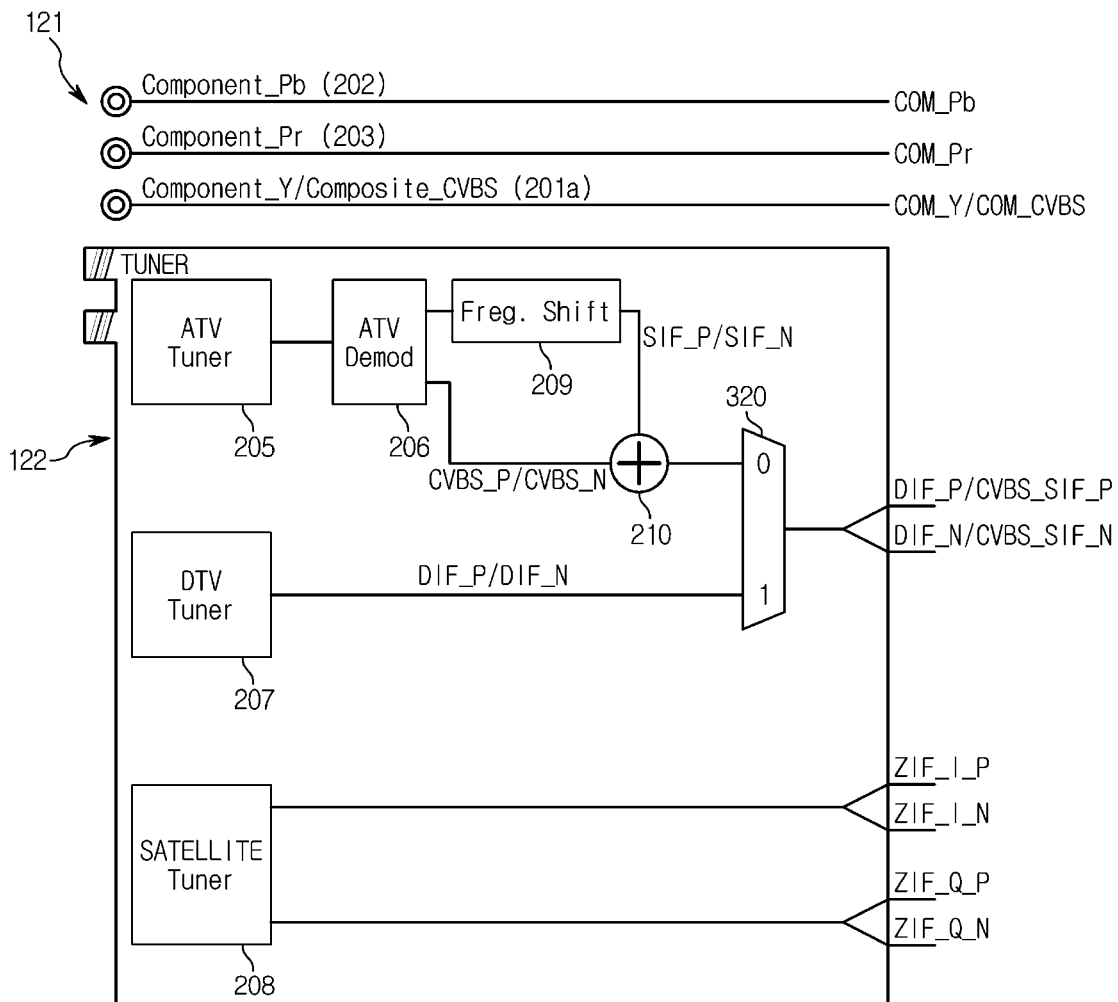 121
Component_Pb (202)
COM_Pb
Component_Pr (203)
COM_Pr
Component_Y/Composite_CVBS (201a)
COM_Y/COM_CVBS
TUNER
ATV
Tuner
205
ATV
Demod
206
Freg. Shift
209
SIF_P/SIF_N
CVBS_P/CVBS_N
210
320
0
1
122
DIF_P/CVBS_SIF_P
DIF_N/CVBS_SIF_N
DTV
Tuner
207
DIF_P/DIF_N
SATELLITE
Tuner
208
ZIF_I_P
ZIF_I_N
ZIF_Q_P
ZIF_Q_N